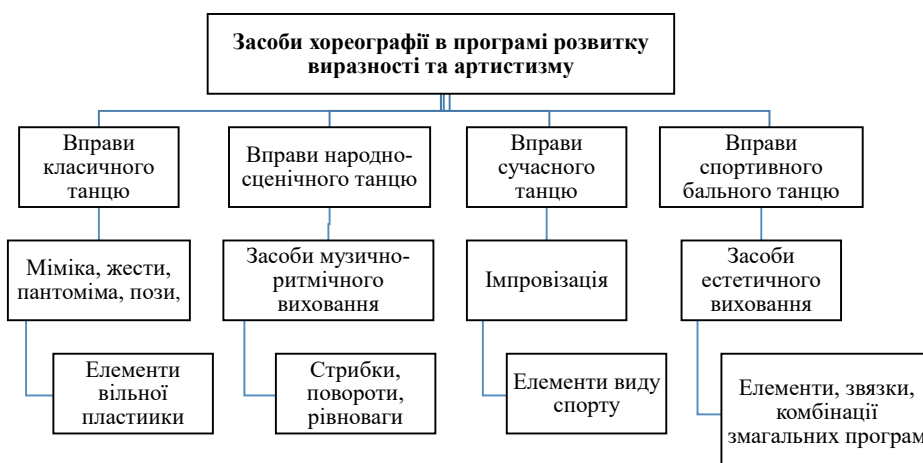 Засоби хореографії в програмі розвитку
виразності та артистизму
Вправи
класичного
танцю
Вправи народно-
сценічного танцю
Вправи
сучасного
танцю
Вправи
спортивного
бального танцю
Міміка, жести,
пантоміма, пози,
Засоби музично-
ритмічного
виховання
Імпровізація
Засоби
естетичного
виховання
Елементи
вільної
пластиики
Стрибки,
повороти,
рівноваги
Елементи виду
спорту
Елементи, звязки,
комбінації
змагальних програм